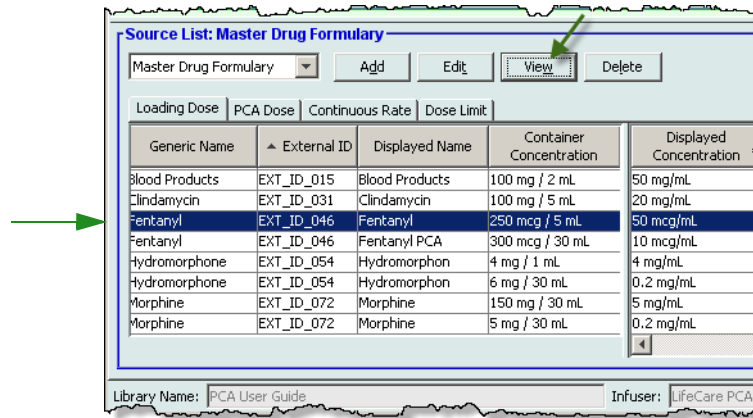 Source List: Master Drug Formulary
Master Drug Formulary Add Edit View Delete
Loading Dose PCA Dose Continuous Rate Dose Limit
Generic Name External ID Displayed Name Container Concentration Displayed Concentration
Blood Products EXT_ID_015 Blood Products 100 mg / 2 mL 50 mg/mL
Clindamycin EXT_ID_031 Clindamycin 100 mg / 5 mL 20 mg/mL
Fentanyl EXT_ID_046 Fentanyl 250 mcg / 5 mL 50 mcg/mL
Fentanyl EXT_ID_046 Fentanyl PCA 300 mcg / 30 mL 10 mcg/mL
Hydromorphone EXT_ID_054 Hydromorphon 4 mg / 1 mL 4 mg/mL
Hydromorphone EXT_ID_054 Hydromorphon 6 mg / 30 mL 0.2 mg/mL
Morphine EXT_ID_072 Morphine 150 mg / 30 mL 5 mg/mL
Morphine EXT_ID_072 Morphine 5 mg / 30 mL 0.2 mg/mL
Library Name: PCA User Guide Infuser: LifeCare PCA